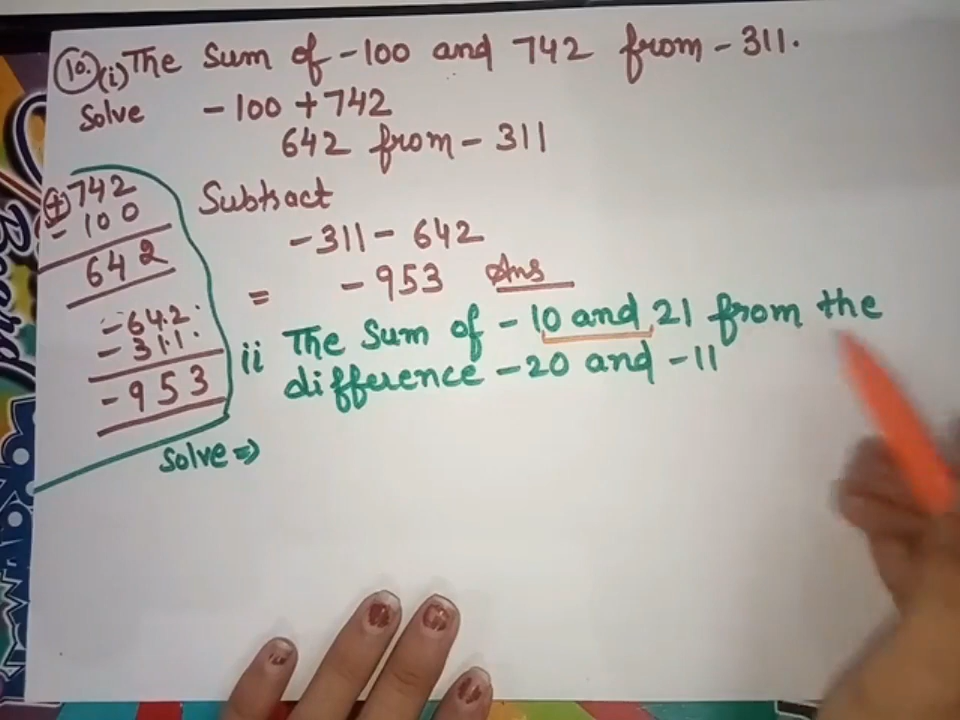 10. (i) The Sum of -100 and 742 from - 311.
Solve -100 +742
642 from - 311
Subtract
-311 - 642
= -953 Ans
(+) 742
- 100
642
-642
-311
-953
ii The Sum of -10 and 21 from the
difference -20 and -11
Solve ⇒